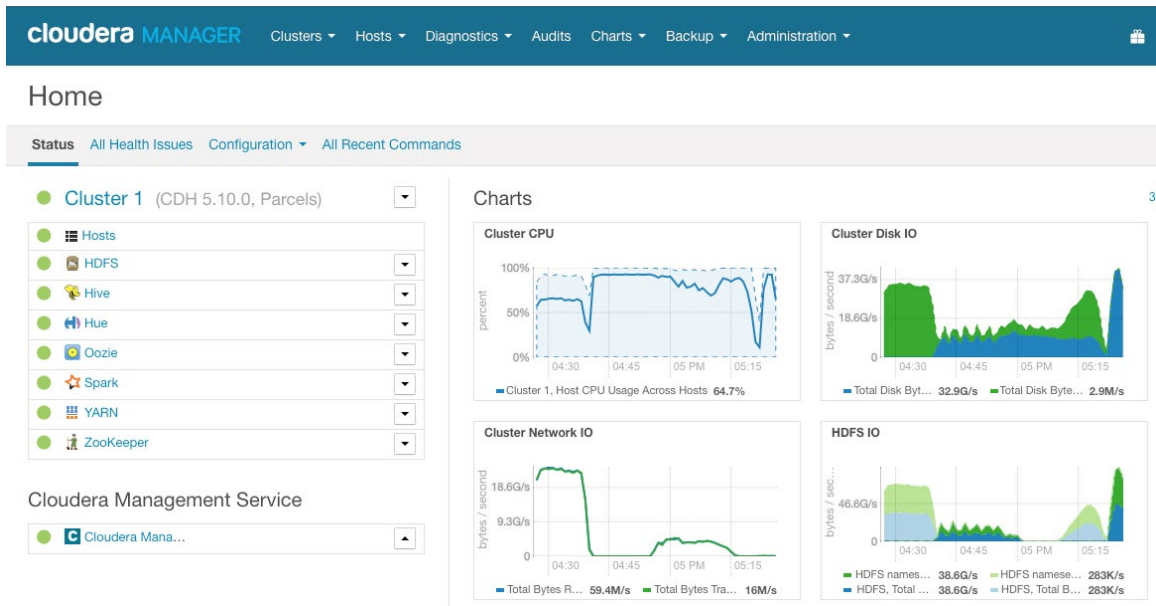 cloudera MANAGER Clusters Hosts Diagnostics Audits Charts Backup Administration
Home
Status All Health Issues Configuration All Recent Commands
Cluster 1 (CDH 5.10.0, Parcels)
Hosts
HDFS
Hive
Hue
Oozie
Spark
YARN
ZooKeeper
Cloudera Management Service
C Cloudera Mana...
Charts
3
Cluster CPU
percent
100%
50%
0%
04:30 04:45 05 PM 05:15
Cluster 1, Host CPU Usage Across Hosts 64.7%
Cluster Disk IO
bytes / second
37.3G/s
18.6G/s
0
04:30 04:45 05 PM 05:15
Total Disk Byt... 32.9G/s Total Disk Byte... 2.9M/s
Cluster Network IO
bytes / second
18.6G/s
9.3G/s
0
04:30 04:45 05 PM 05:15
Total Bytes R... 59.4M/s Total Bytes Tra... 16M/s
HDFS IO
bytes / sec...
46.6G/s
0
04:30 04:45 05 PM 05:15
HDFS names... 38.6G/s HDFS namese... 283K/s
HDFS, Total ... 38.6G/s HDFS, Total B... 283K/s